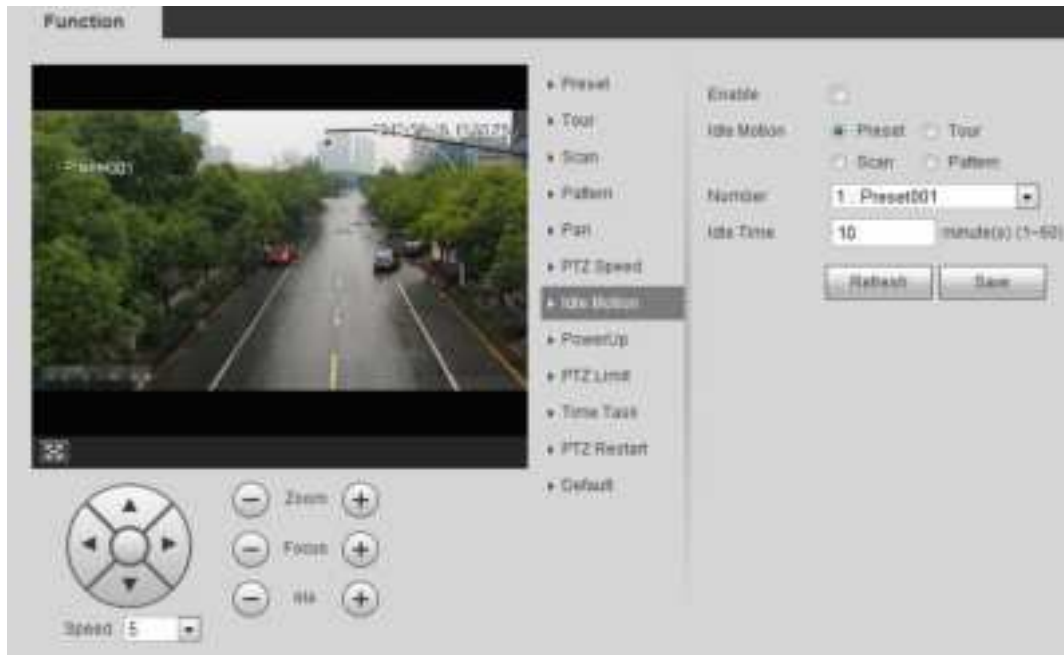 Function
Preset
Tour
Scan
Pattern
Pan
PTZ Speed
Idle Motion
PowerUp
PTZ Limit
Time Task
PTZ Restart
Default
Enable
Idle Motion Preset Tour
Scan Pattern
Number 1 . Preset001
Idle Time 10 minute(s) (1~60)
Refresh Save
Preset001
Zoom
Focus
Iris
Speed 5